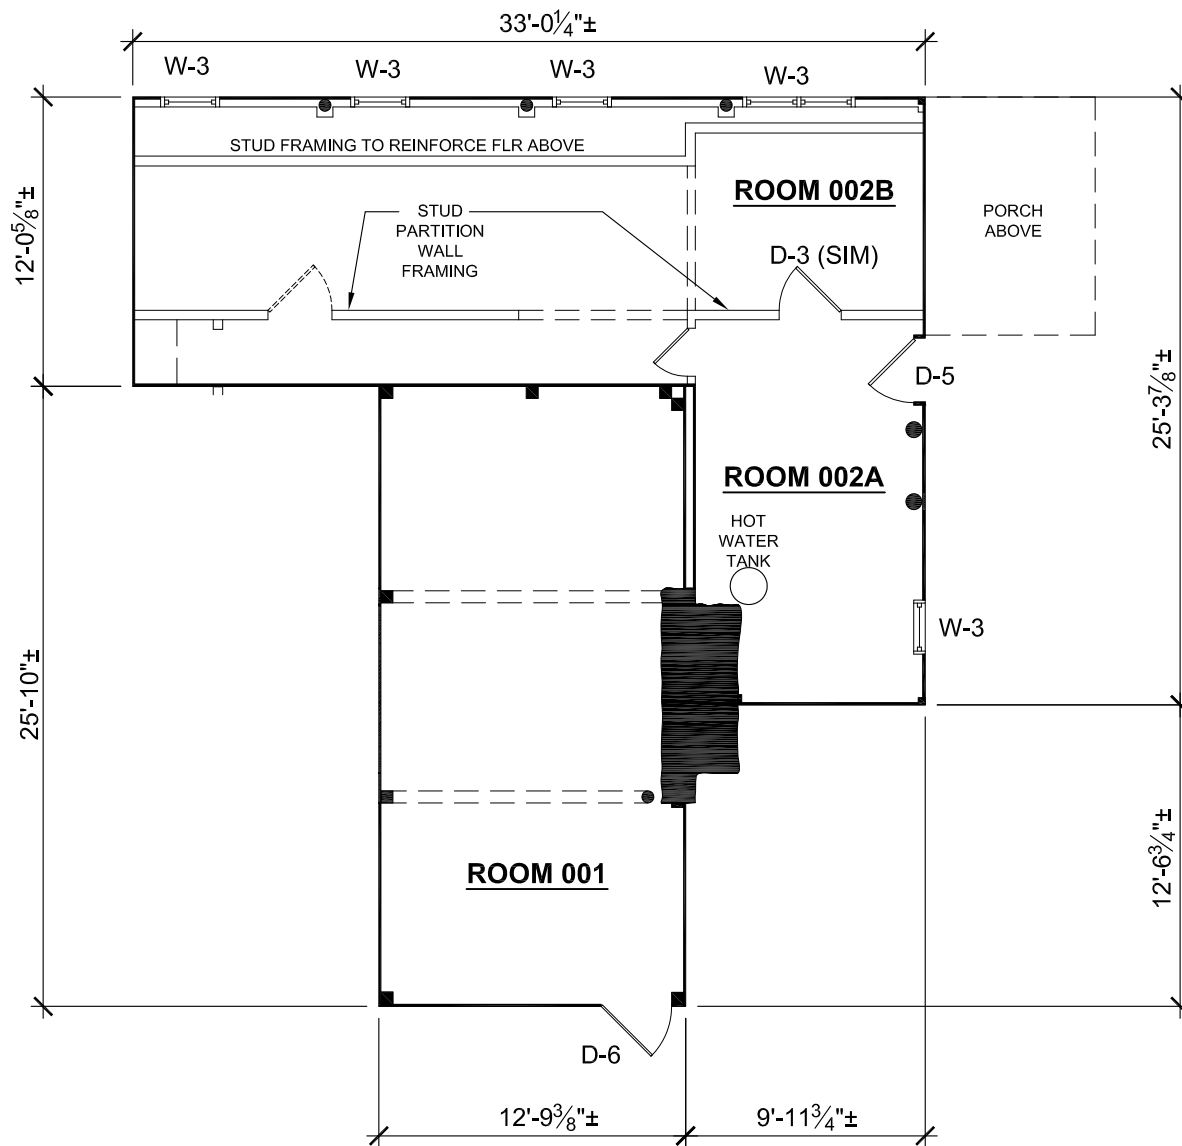 33'-0¼"±
W-3
W-3
W-3
W-3
STUD FRAMING TO REINFORCE FLR ABOVE
ROOM 002B
STUD
PARTITION
WALL
FRAMING
PORCH
ABOVE
D-3 (SIM)
12'-0⅝"±
D-5
25'-3⅞"±
ROOM 002A
HOT
WATER
TANK
W-3
25'-10"±
ROOM 001
12'-6¾"±
D-6
12'-9⅜"±
9'-11¾"±